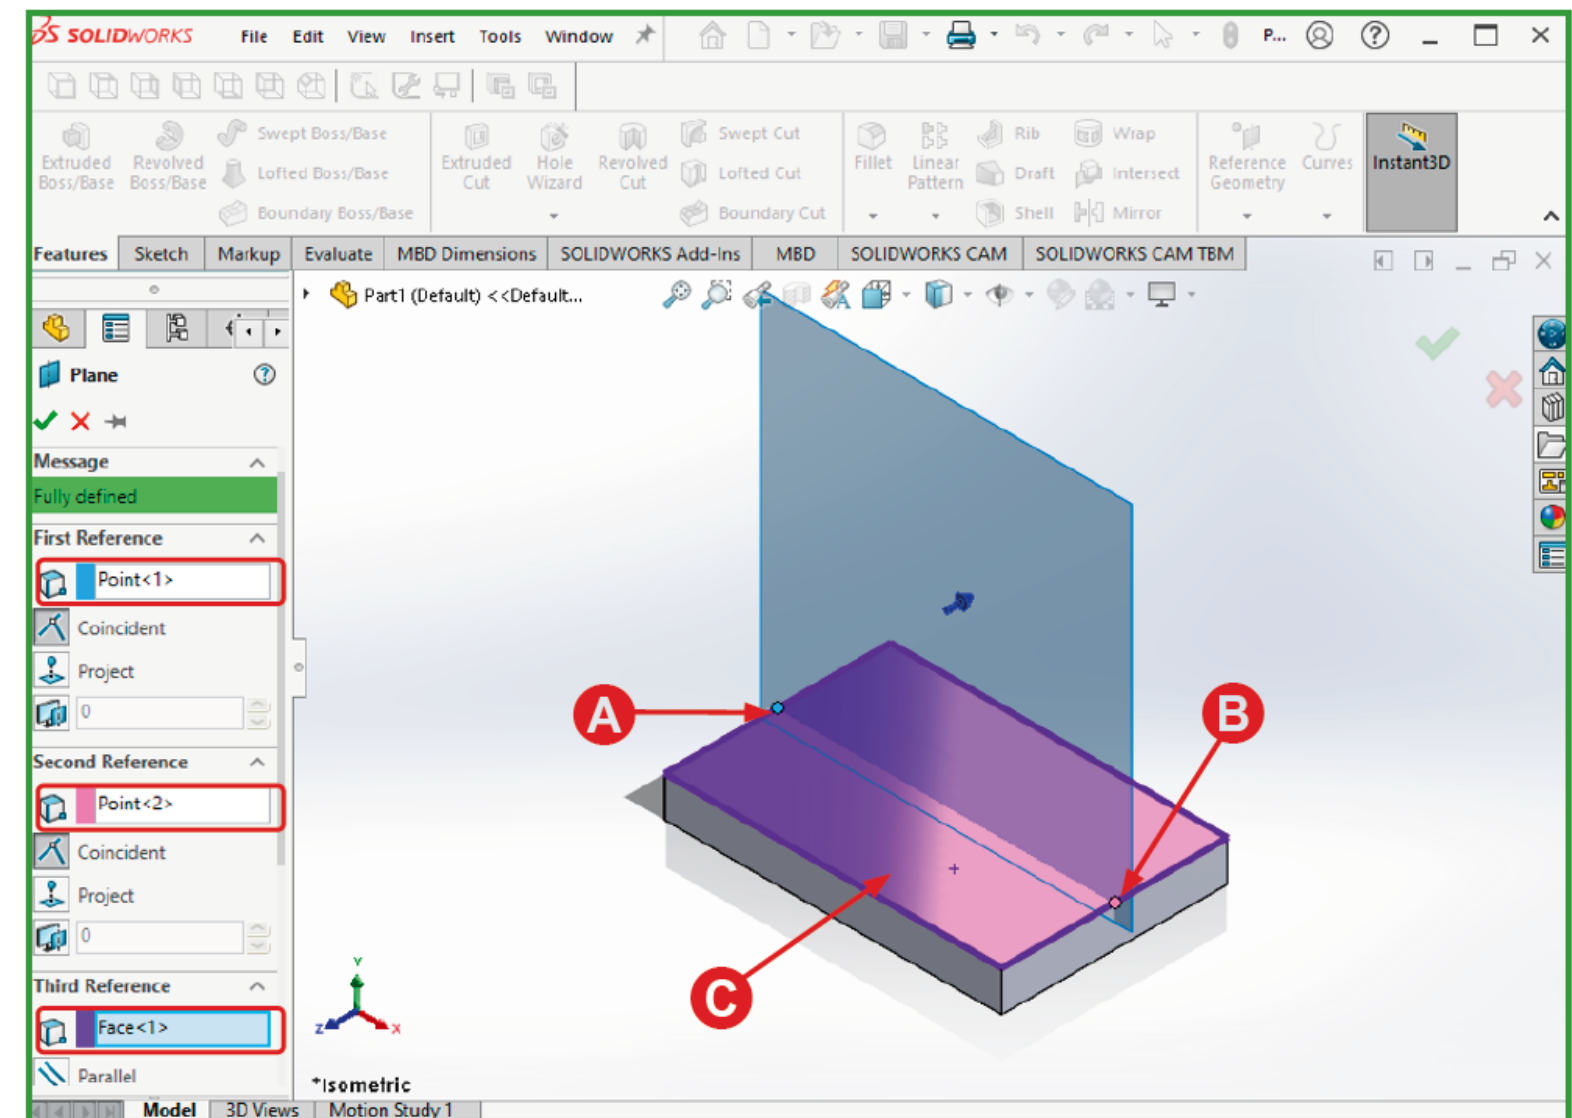 SOLIDWORKS File Edit View Insert Tools Window P...
Extruded Boss/Base
Revolved Boss/Base
Swept Boss/Base
Lofted Boss/Base
Boundary Boss/Base
Extruded Cut
Hole Wizard
Revolved Cut
Swept Cut
Lofted Cut
Boundary Cut
Fillet
Linear Pattern
Rib
Draft
Shell
Wrap
Intersect
Mirror
Reference Geometry
Curves
Instant3D
Features Sketch Markup Evaluate MBD Dimensions SOLIDWORKS Add-Ins MBD SOLIDWORKS CAM SOLIDWORKS CAM TBM
Part1 (Default) <<Default...
Plane
Message
Fully defined
First Reference
Point<1>
Coincident
Project
0
Second Reference
Point<2>
Coincident
Project
0
Third Reference
Face<1>
Parallel
A
B
C
Y
Z
X
*Isometric
Model 3D Views Motion Study 1